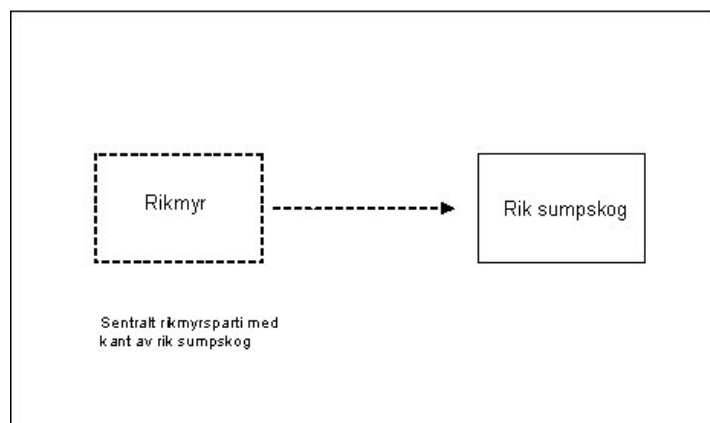 Rikmyr
Rik sumpskog
Sentralt rikmyrsparti med
kant av rik sumpskog